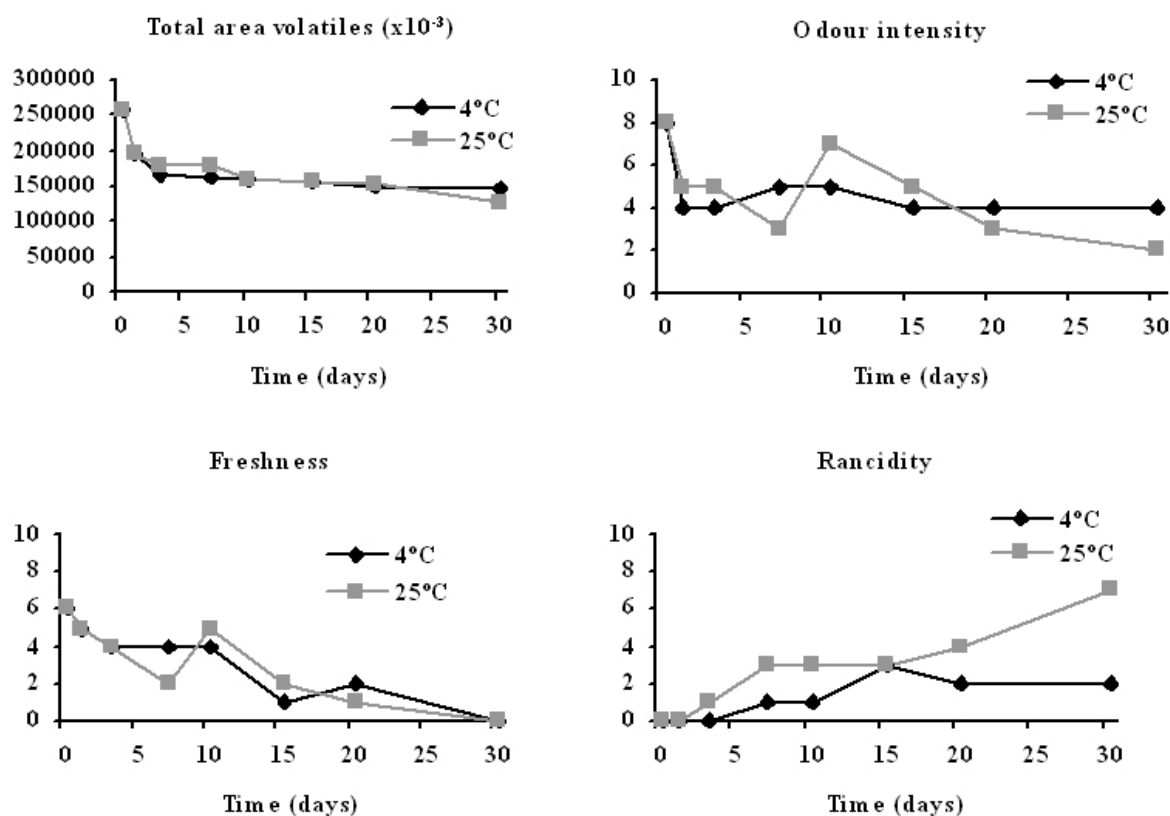 Total area volatiles (x10⁻³)
300000
250000
200000
150000
100000
50000
0
4°C
25°C
0 5 10 15 20 25 30
Time (days)
Odour intensity
10
8
6
4
2
0
4°C
25°C
0 5 10 15 20 25 30
Time (days)
Freshness
10
8
6
4
2
0
4°C
25°C
0 5 10 15 20 25 30
Time (days)
Rancidity
10
8
6
4
2
0
4°C
25°C
0 5 10 15 20 25 30
Time (days)